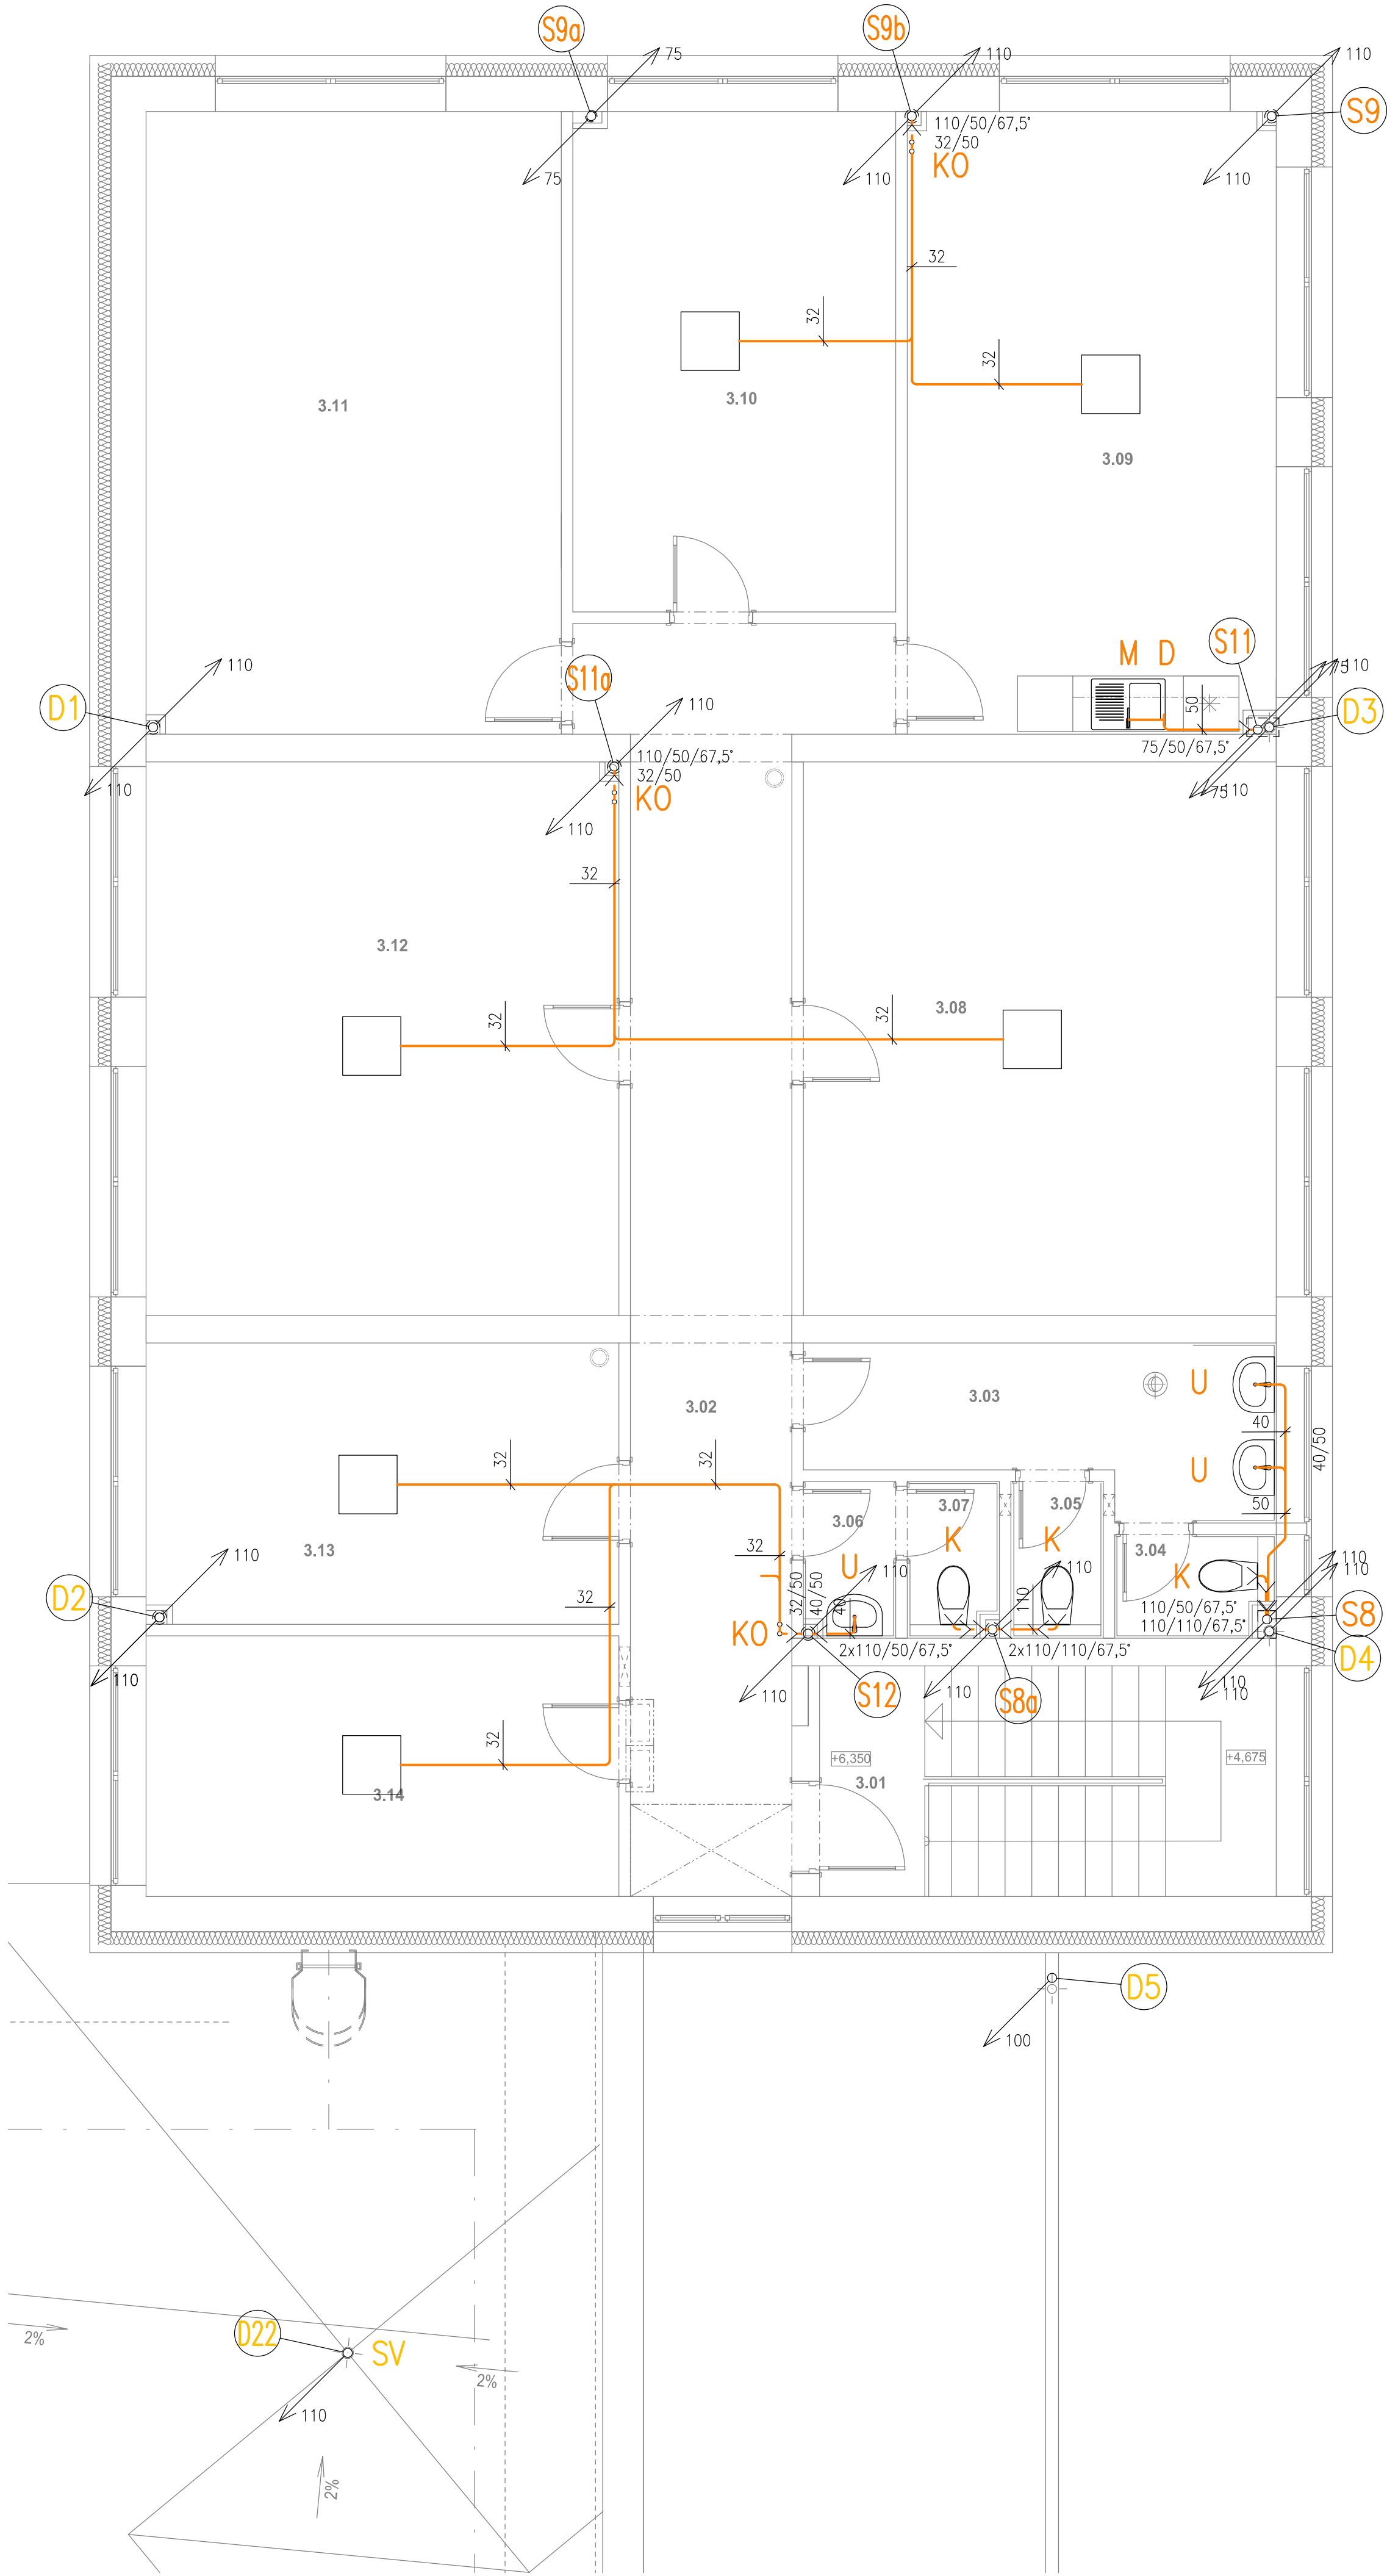 S9a
S9b
75
110
110
S9
110/50/67,5°
32/50
KO
75
110
110
32
32
32
3.11
3.10
3.09
M D
S11
S11a
110
75
110
D1
110
50
D3
75/50/67,5°
110/50/67,5°
32/50
KO
110
75
110
110
32
3.12
3.08
32
32
3.02
3.03
U
40
40/50
32
32
U
50
3.13
3.06
3.07
3.05
3.04
110
32
U
K
K
K
110
110
110
110
D2
32
32/50
40/50
40
110
110/50/67,5°
110/110/67,5°
S8
KO
2x110/50/67,5°
2x110/110/67,5°
D4
110
110
S12
110
S8a
110
110
32
+6,350
+4,675
3.01
3.14
D5
100
D22
SV
2%
2%
110
2%